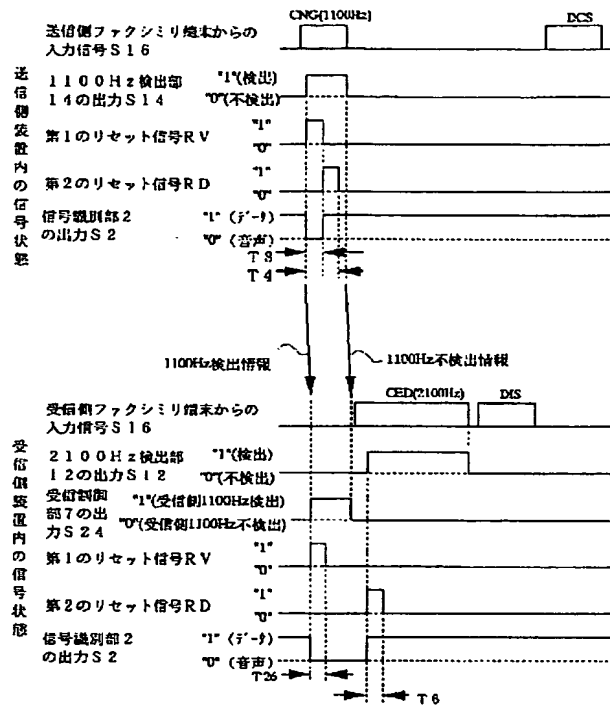 CNG(1100Hz)
DCS
送信側ファクシミリ端末からの
入力信号S16
送信側装置内の信号状態
1100Hz検出部
14の出力S14
"1"(検出)
"0"(不検出)
第1のリセット信号RV
"1"
"0"
第2のリセット信号RD
"1"
"0"
信号識別部2
の出力S2
"1"(データ)
"0"(音声)
T3
T4
1100Hz検出情報
1100Hz不検出情報
CED(2100Hz)
DIS
受信側ファクシミリ端末からの
入力信号S16
受信側装置内の信号状態
2100Hz検出部
12の出力S12
"1"(検出)
"0"(不検出)
受信制御
部7の出
力S24
"1"(受信側1100Hz検出)
"0"(受信側1100Hz不検出)
第1のリセット信号RV
"1"
"0"
第2のリセット信号RD
"1"
"0"
信号識別部2
の出力S2
"1"(データ)
"0"(音声)
T26
T6